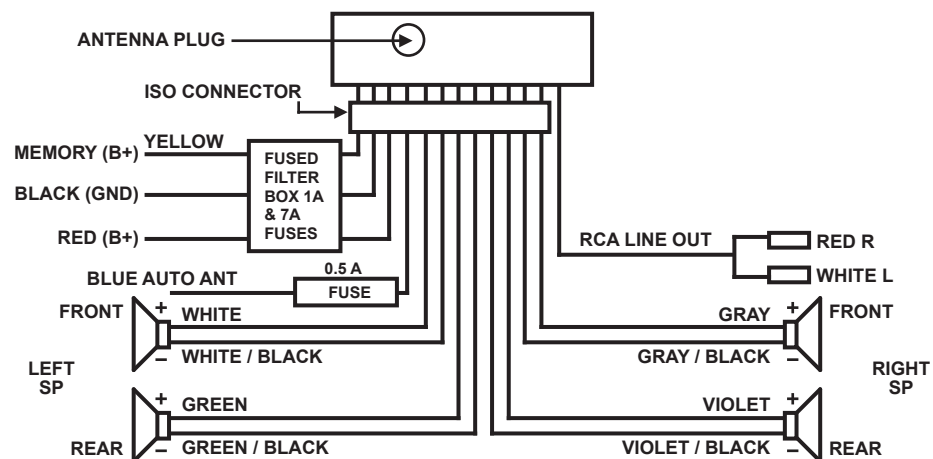 ANTENNA PLUG
ISO CONNECTOR
YELLOW
MEMORY (B+)
BLACK (GND)
RED (B+)
FUSED
FILTER
BOX 1A
& 7A
FUSES
RCA LINE OUT
RED R
WHITE L
BLUE AUTO ANT
0.5 A
FUSE
FRONT
+
WHITE
–
WHITE / BLACK
LEFT
SP
+
GREEN
–
REAR
GREEN / BLACK
GRAY
+
FRONT
GRAY / BLACK
–
RIGHT
SP
VIOLET
+
VIOLET / BLACK
–
REAR